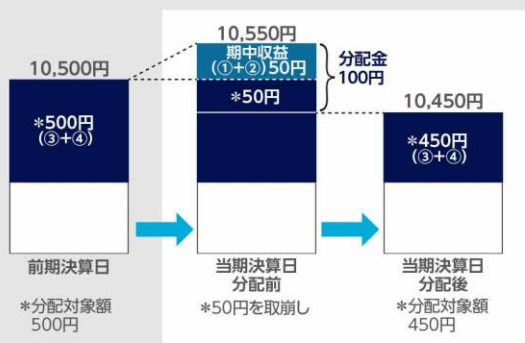 10,500円
*500円
(③+④)
前期決算日
*分配対象額
500円
10,550円
期中収益
(①+②)50円
*50円
分配金
100円
当期決算日
分配前
*50円を取崩し
10,450円
*450円
(③+④)
当期決算日
分配後
*分配対象額
450円